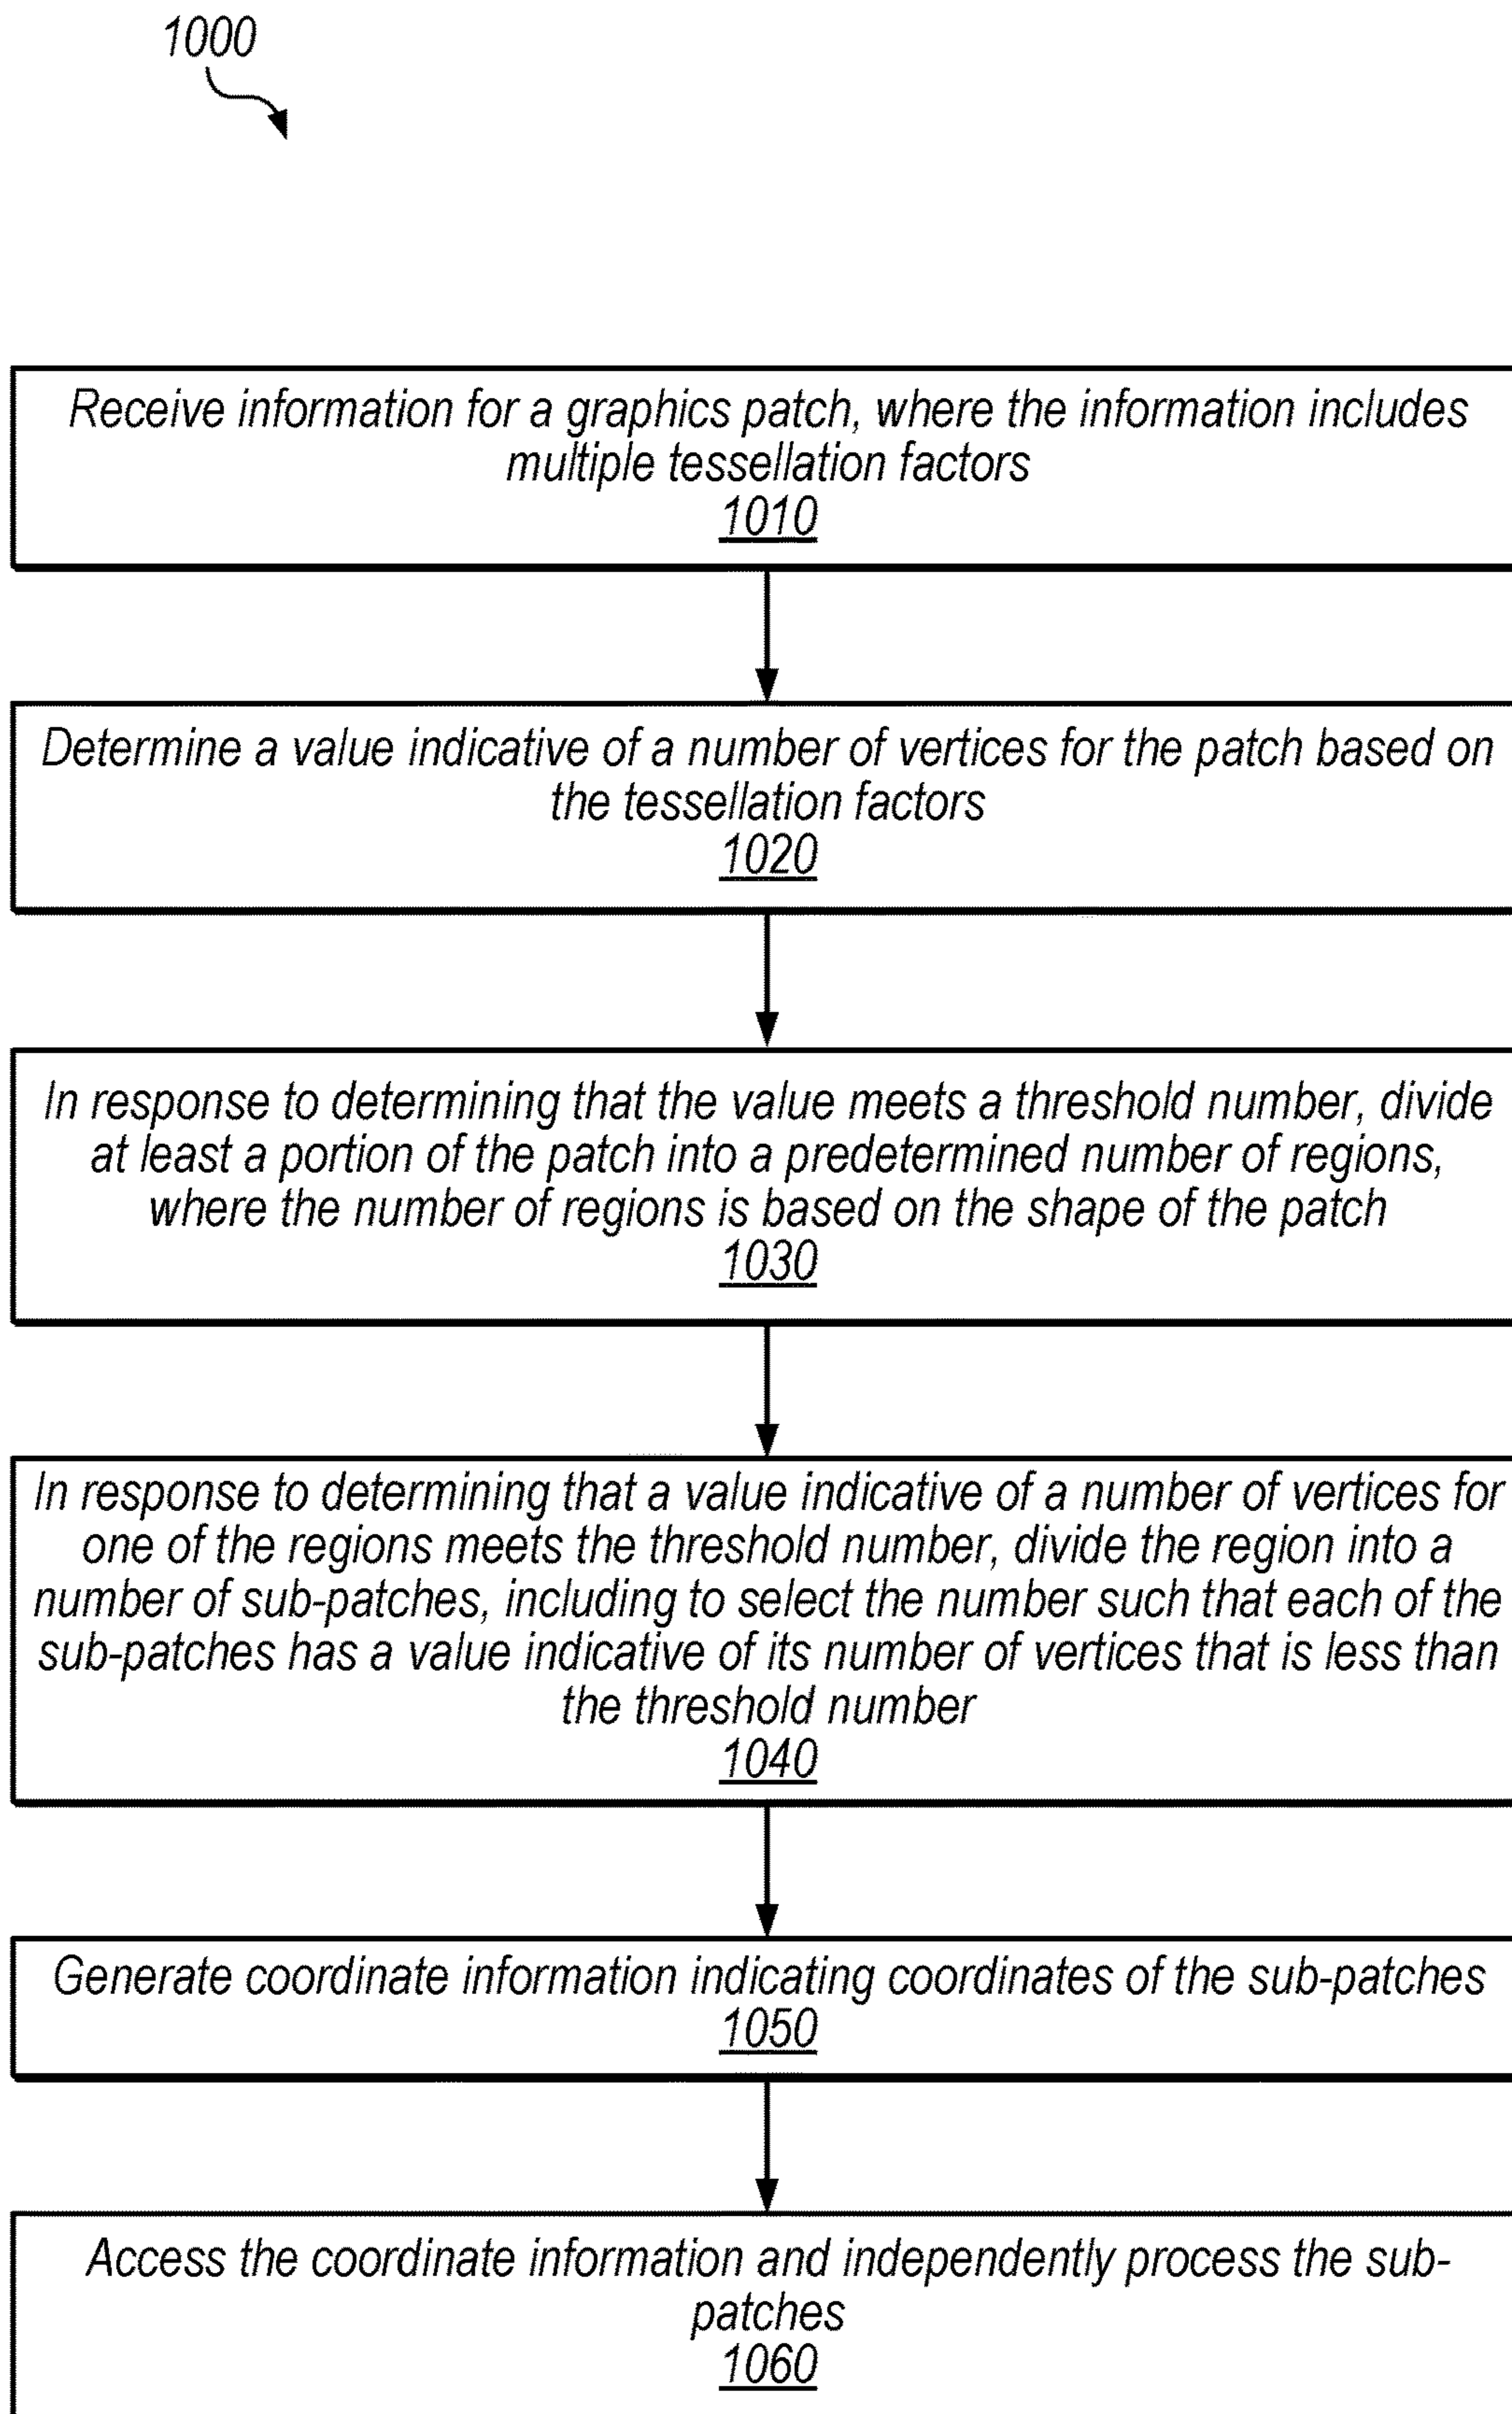 1000
Receive information for a graphics patch, where the information includes
multiple tessellation factors
1010
Determine a value indicative of a number of vertices for the patch based on
the tessellation factors
1020
In response to determining that the value meets a threshold number, divide
at least a portion of the patch into a predetermined number of regions,
where the number of regions is based on the shape of the patch
1030
In response to determining that a value indicative of a number of vertices for
one of the regions meets the threshold number, divide the region into a
number of sub-patches, including to select the number such that each of the
sub-patches has a value indicative of its number of vertices that is less than
the threshold number
1040
Generate coordinate information indicating coordinates of the sub-patches
1050
Access the coordinate information and independently process the sub-
patches
1060